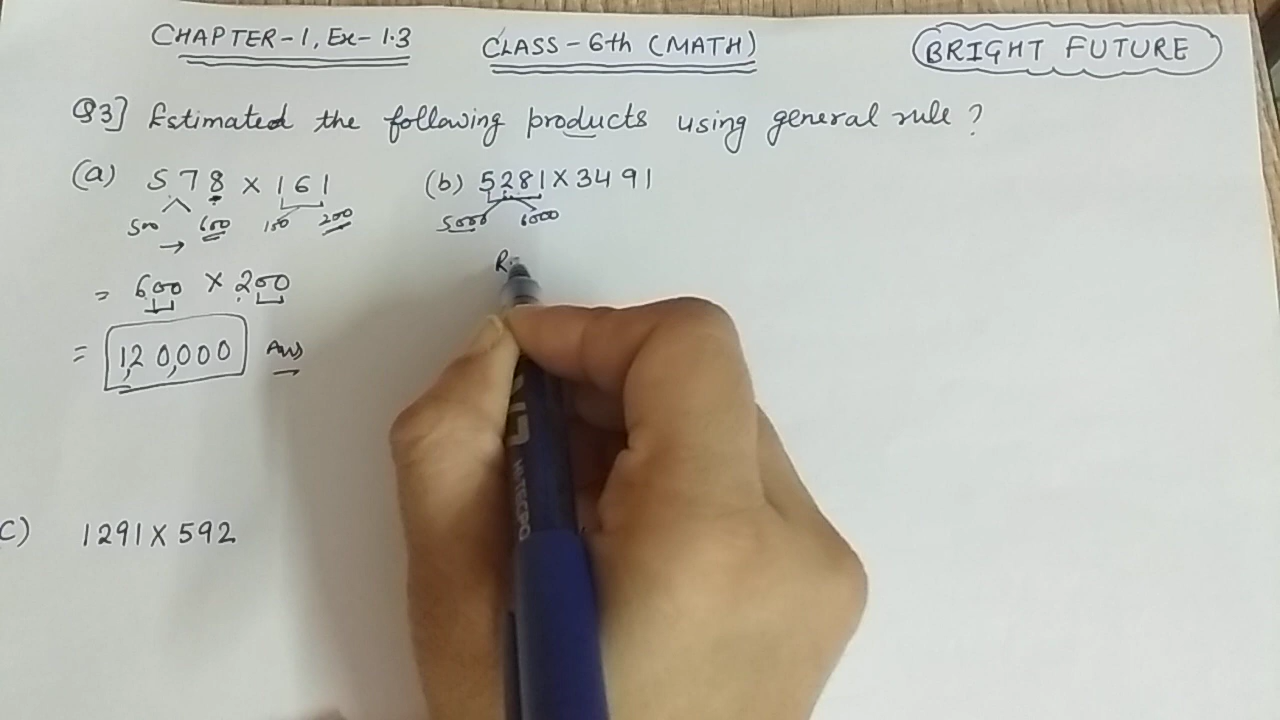 CHAPTER-1, Ex-1.3 CLASS-6th (MATH) BRIGHT FUTURE
Q3] Estimated the following products using general rule ?
(a) 578 × 161 (b) 5281 × 3491
500 600 100 200 5000 6000
= 600 × 200
= 1,20,000 Ans
C) 1291 × 592